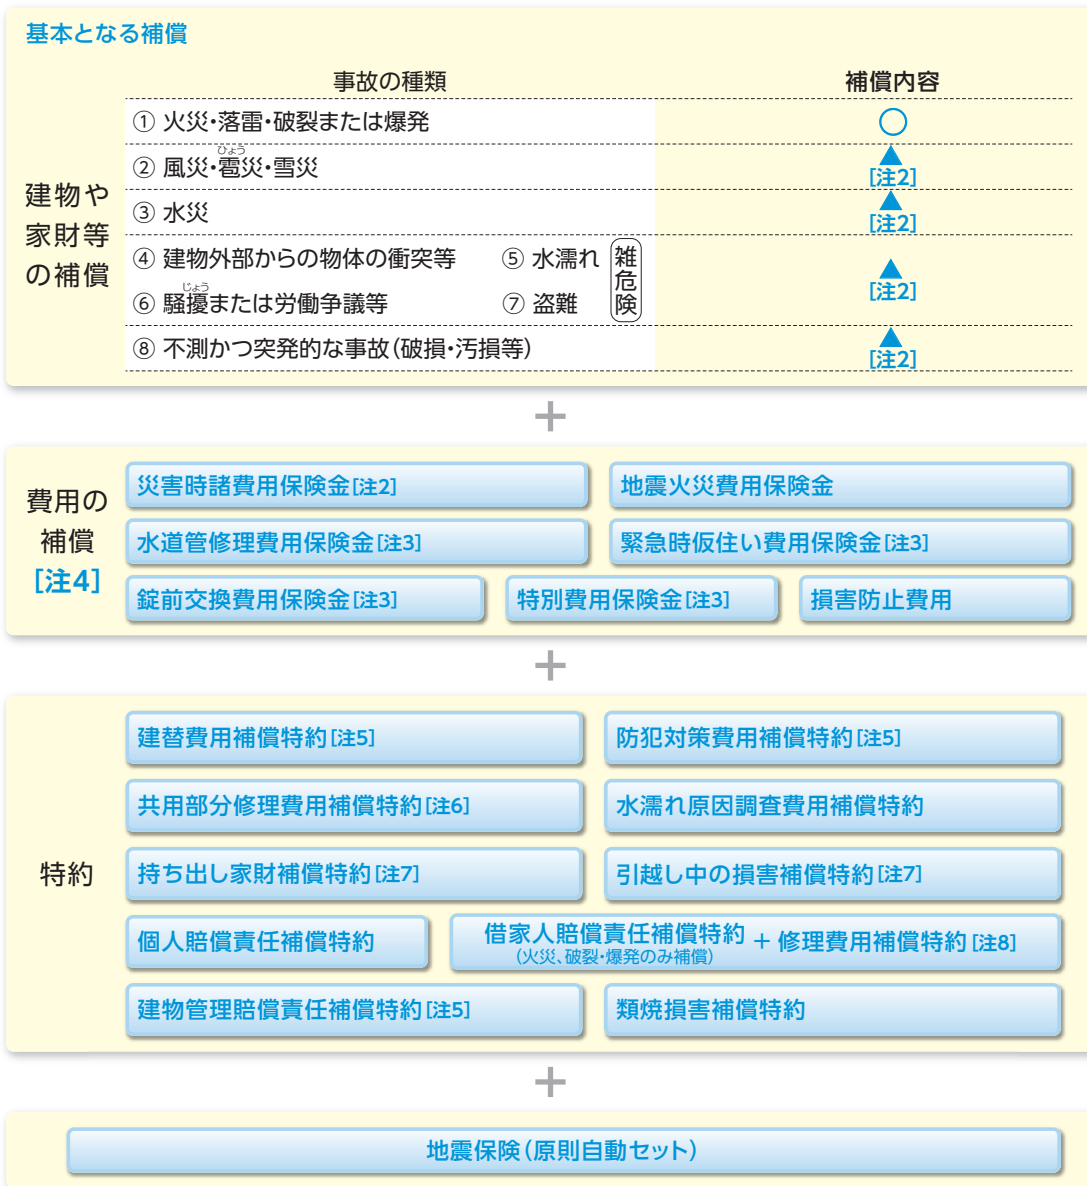 基本となる補償
事故の種類 補償内容
建物や
家財等
の補償
① 火災・落雷・破裂または爆発 ○
ひょう
② 風災・雹災・雪災 ▲
[注2]
③ 水災 ▲
[注2]
④ 建物外部からの物体の衝突等 ⑤ 水濡れ
じょう
⑥ 騒擾または労働争議等 ⑦ 盗難
雑危険
▲
[注2]
⑧ 不測かつ突発的な事故(破損・汚損等) ▲
[注2]
+
費用の
補償
[注4]
災害時諸費用保険金[注2] 地震火災費用保険金
水道管修理費用保険金[注3] 緊急時仮住い費用保険金[注3]
錠前交換費用保険金[注3] 特別費用保険金[注3] 損害防止費用
+
特約
建替費用補償特約[注5] 防犯対策費用補償特約[注5]
共用部分修理費用補償特約[注6] 水濡れ原因調査費用補償特約
持ち出し家財補償特約[注7] 引越し中の損害補償特約[注7]
個人賠償責任補償特約 借家人賠償責任補償特約 + 修理費用補償特約[注8]
(火災、破裂・爆発のみ補償)
建物管理賠償責任補償特約[注5] 類焼損害補償特約
+
地震保険(原則自動セット)